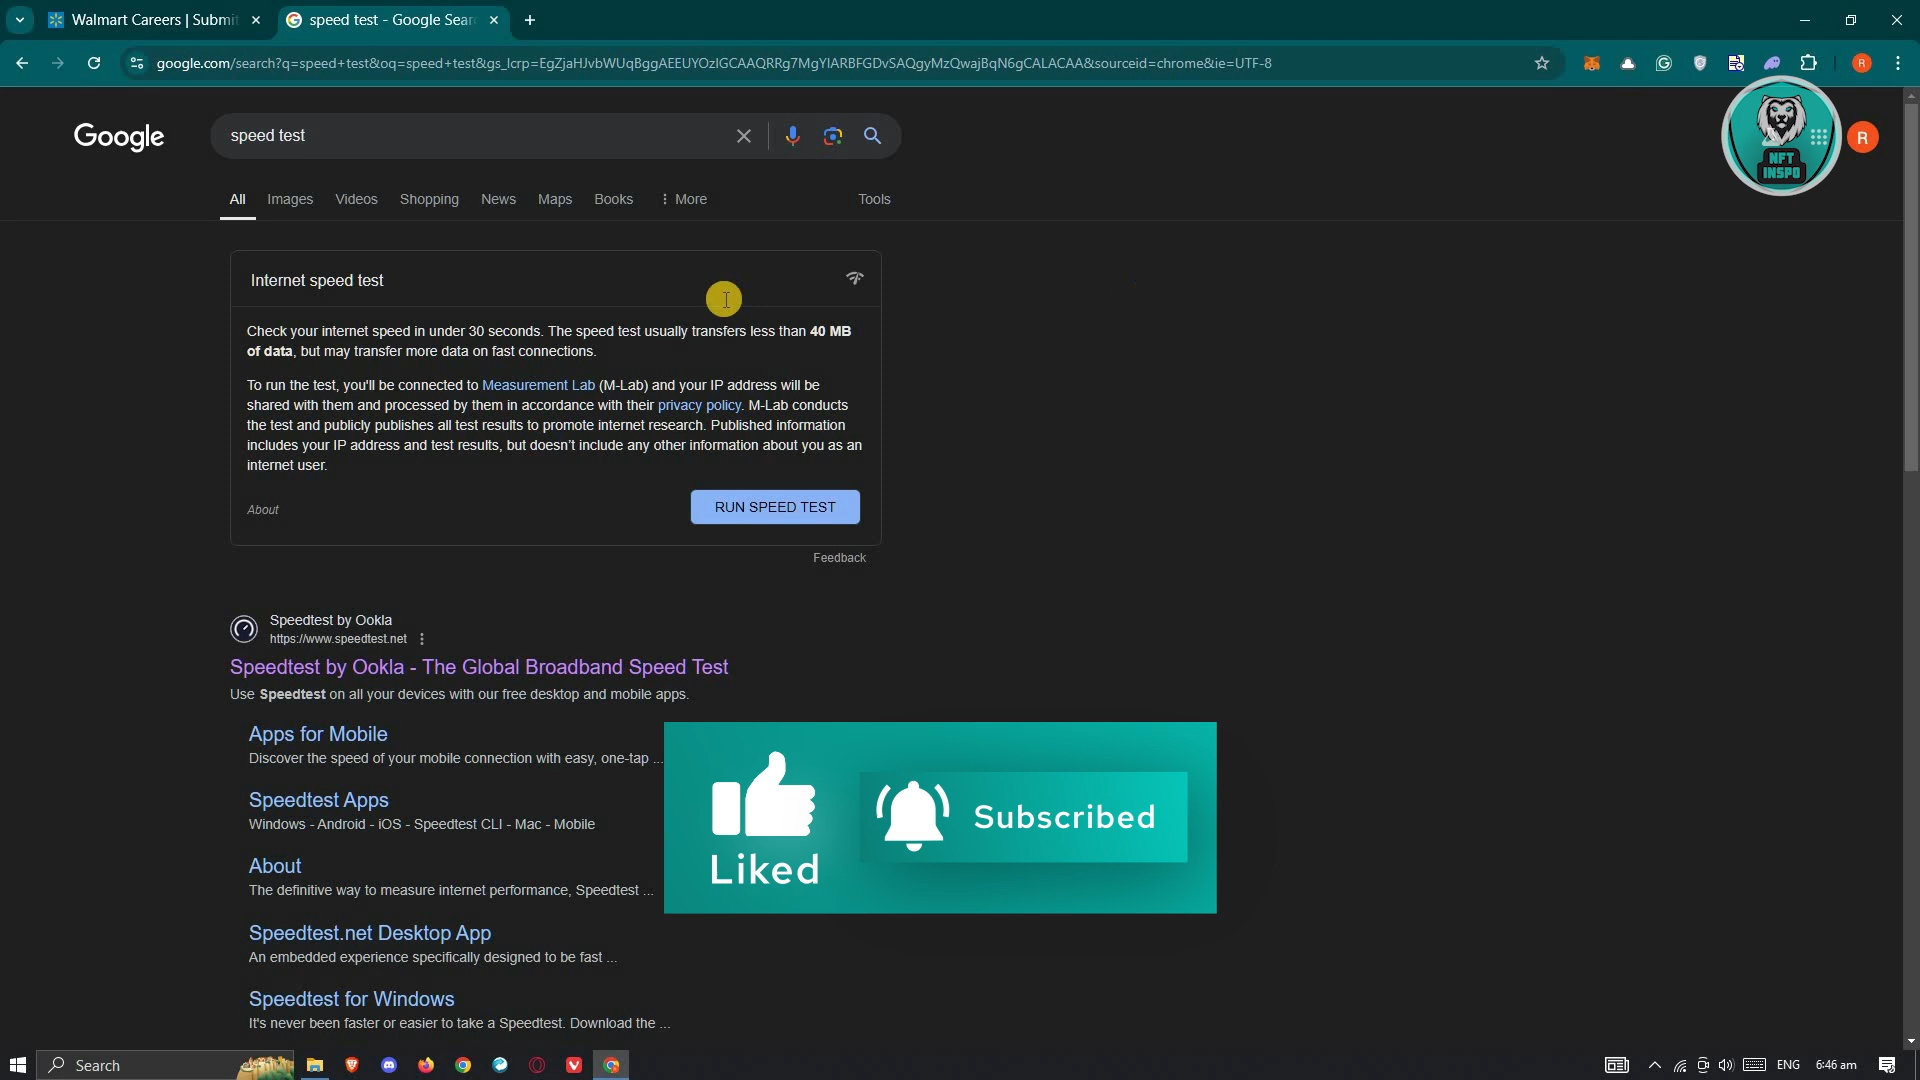 Walmart Careers | Submit
speed test - Google Sear
google.com/search?q=speed+test&oq=speed+test&gs_lcrp=EgZjaHJvbWUqBggAEEUYOzIGCAAQRRg7MgYIARBFGDvSAQgyMzQwajBqN6gCALACAA&sourceid=chrome&ie=UTF-8
R
Google
speed test
NFT
INSPO
R
All
Images
Videos
Shopping
News
Maps
Books
More
Tools
Internet speed test
Check your internet speed in under 30 seconds. The speed test usually transfers less than 40 MB
of data, but may transfer more data on fast connections.
To run the test, you'll be connected to Measurement Lab (M-Lab) and your IP address will be
shared with them and processed by them in accordance with their privacy policy. M-Lab conducts
the test and publicly publishes all test results to promote internet research. Published information
includes your IP address and test results, but doesn't include any other information about you as an
internet user.
About
RUN SPEED TEST
Feedback
Speedtest by Ookla
https://www.speedtest.net
Speedtest by Ookla - The Global Broadband Speed Test
Use Speedtest on all your devices with our free desktop and mobile apps.
Apps for Mobile
Discover the speed of your mobile connection with easy, one-tap ...
Speedtest Apps
Windows - Android - iOS - Speedtest CLI - Mac - Mobile
About
The definitive way to measure internet performance, Speedtest ...
Speedtest.net Desktop App
An embedded experience specifically designed to be fast ...
Speedtest for Windows
It's never been faster or easier to take a Speedtest. Download the ...
Liked
Subscribed
Search
ENG
6:46 am